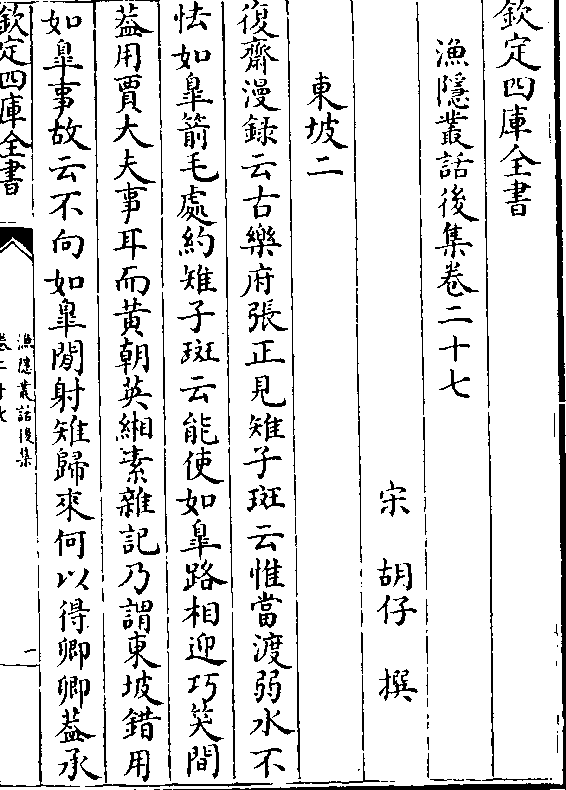 欽定四庫全書
漁隱叢話後集卷二十七
宋 胡仔 撰
東坡二
復齋漫録云古樂府張正見雉子斑云惟當渡弱水不
怯如臯箭毛處約雉子斑云能使如臯路相迎巧笑間
葢用賈大夫事耳而黄朝英緗素雜記乃謂東坡錯用
如臯事故云不向如臯閒射雉歸來何以得卿卿葢承
欽定四庫全書
漁隱叢話後集
卷二十七
一